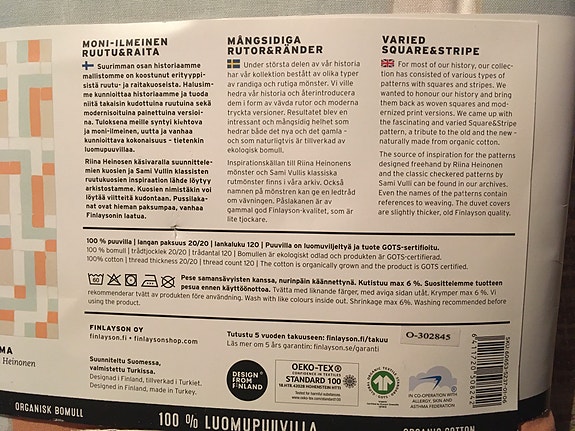 MONI-ILMEINEN
RUUTU&RAITA
Suurimman osan historiaamme
mallistomme on koostunut erityyppi-
sistä ruutu- ja raitakuoseista. Halusim-
me kunnioittaa historiaamme ja tuoda
niitä takaisin kudottuina ruutuina sekä
modernisoituina painettuina versioi-
na. Tuloksena meille syntyi kiehtova
ja moni-ilmeinen, uutta ja vanhaa
kunnioittava kokonaisuus – tietenkin
luomupuuvillaa.
Riina Heinosen käsivaralla suunnittele-
mien kuosien ja Sami Vullin klassisten
ruutukuosien inspiraation lähde löytyy
arkistostamme. Kuosien nimistäkin voi
löytää viitteitä kudontaan. Pussilaka-
nat ovat hieman paksumpaa, vanhaa
Finlaysonin laatua.
MÅNGSIDIGA
RUTOR&RÄNDER
Under största delen av vår historia
har vår kollektion bestått av olika typer
av randiga och rutiga mönster. Vi ville
hedra vår historia och återintroducera
dem i form av vävda rutor och moderna
tryckta versioner. Resultatet blev en
intressant och mångsidig helhet som
hedrar både det nya och det gamla –
och som naturligtvis är tillverkad av
ekologisk bomull.
Inspirationskällan till Riina Heinonens
mönster och Sami Vullis klassiska
rutmönster finns i våra arkiv. Också
namnen på mönstren kan ge en ledtråd
om vävningen. Påslakanen är av
gammal god Finlayson-kvalitet, som är
lite tjockare.
VARIED
SQUARE&STRIPE
For most of our history, our collec-
tion has consisted of various types of
patterns with squares and stripes. We
wanted to honour our history and bring
them back as woven squares and mod-
ernized print versions. We came up with
the fascinating and varied Square&Stripe
pattern, a tribute to the old and the new –
naturally made from organic cotton.
The source of inspiration for the patterns
designed freehand by Riina Heinonen and
the classic checkered patterns by
Sami Vulli can be found in our archives.
Even the names of the patterns contain
references to weaving. The duvet covers
are slightly thicker, old Finlayson quality.
100 % puuvilla | langan paksuus 20/20 | lankaluku 120 | Puuvilla on luomuviljeltyä ja tuote GOTS-sertifioitu.
100 % bomull | trådtjocklek 20/20 | trådantal 120 | Bomullen är ekologiskt odlad och produkten är GOTS-certifierad.
100% cotton | thread thickness 20/20 | thread count 120 | The cotton is organically grown and the product is GOTS certified.
60
Pese samansävyisten kanssa, nurinpäin käännettynä. Kutistuu max 6%. Suosittelemme tuotteen
pesua ennen käyttöönottoa. Tvätta med liknande färger, med aviga sidan utåt. Krymper max 6 %. Vi
rekommenderar tvätt av produkten före användning. Wash with like colours inside out. Shrinkage max 6%. Washing recommended before
using the product.
FINLAYSON OY
finlayson.fi • finlaysonshop.com
Suunniteltu Suomessa,
valmistettu Turkissa.
Designad i Finland, tillverkad i Turkiet.
Designed in Finland, made in Turkey.
Tutustu 5 vuoden takuuseen: finlayson.fi/takuu
Läs mer om 5 års garantin: finlayson.se/garanti
O-302845
DESIGN
FROM
FINLAND
OEKO-TEX®
CONFIDENCE IN TEXTILES
STANDARD 100
IN CO-OPERATION WITH
ALLERGY, SKIN AND
ASTHMA FEDERATION
MA
Heinonen
ORGANISK BOMULL
100 % LUOMUPUUVILLA
ORGANIC COTTON